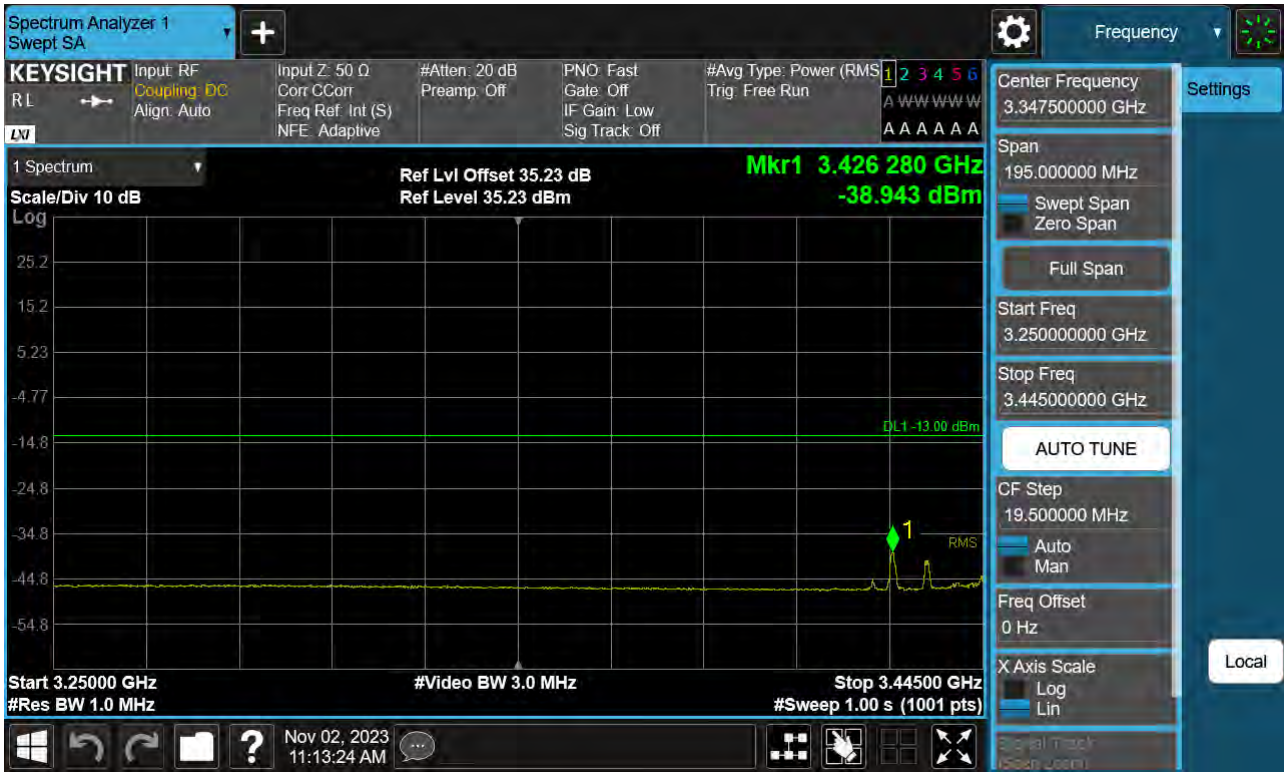 Spectrum Analyzer 1
Swept SA
+
Frequency
KEYSIGHT
RL
LXI
Input: RF
Coupling: DC
Align: Auto
Input Z: 50 Ω
Corr CCorr
Freq Ref: Int (S)
NFE: Adaptive
#Atten: 20 dB
Preamp: Off
PNO: Fast
Gate: Off
IF Gain: Low
Sig Track: Off
#Avg Type: Power (RMS
Trig: Free Run
1 2 3 4 5 6
A W W W W W
A A A A A A
1 Spectrum
Scale/Div 10 dB
Ref Lvl Offset 35.23 dB
Ref Level 35.23 dBm
Mkr1 3.426 280 GHz
-38.943 dBm
Log
25.2
15.2
5.23
-4.77
-14.8
-24.8
-34.8
-44.8
-54.8
DL1 -13.00 dBm
1
RMS
Start 3.25000 GHz
#Res BW 1.0 MHz
#Video BW 3.0 MHz
Stop 3.44500 GHz
#Sweep 1.00 s (1001 pts)
Center Frequency
3.347500000 GHz
Span
195.000000 MHz
Swept Span
Zero Span
Full Span
Start Freq
3.250000000 GHz
Stop Freq
3.445000000 GHz
AUTO TUNE
CF Step
19.500000 MHz
Auto
Man
Freq Offset
0 Hz
X Axis Scale
Log
Lin
Signal Track
(Span Zoom)
Settings
Local
?
Nov 02, 2023
11:13:24 AM